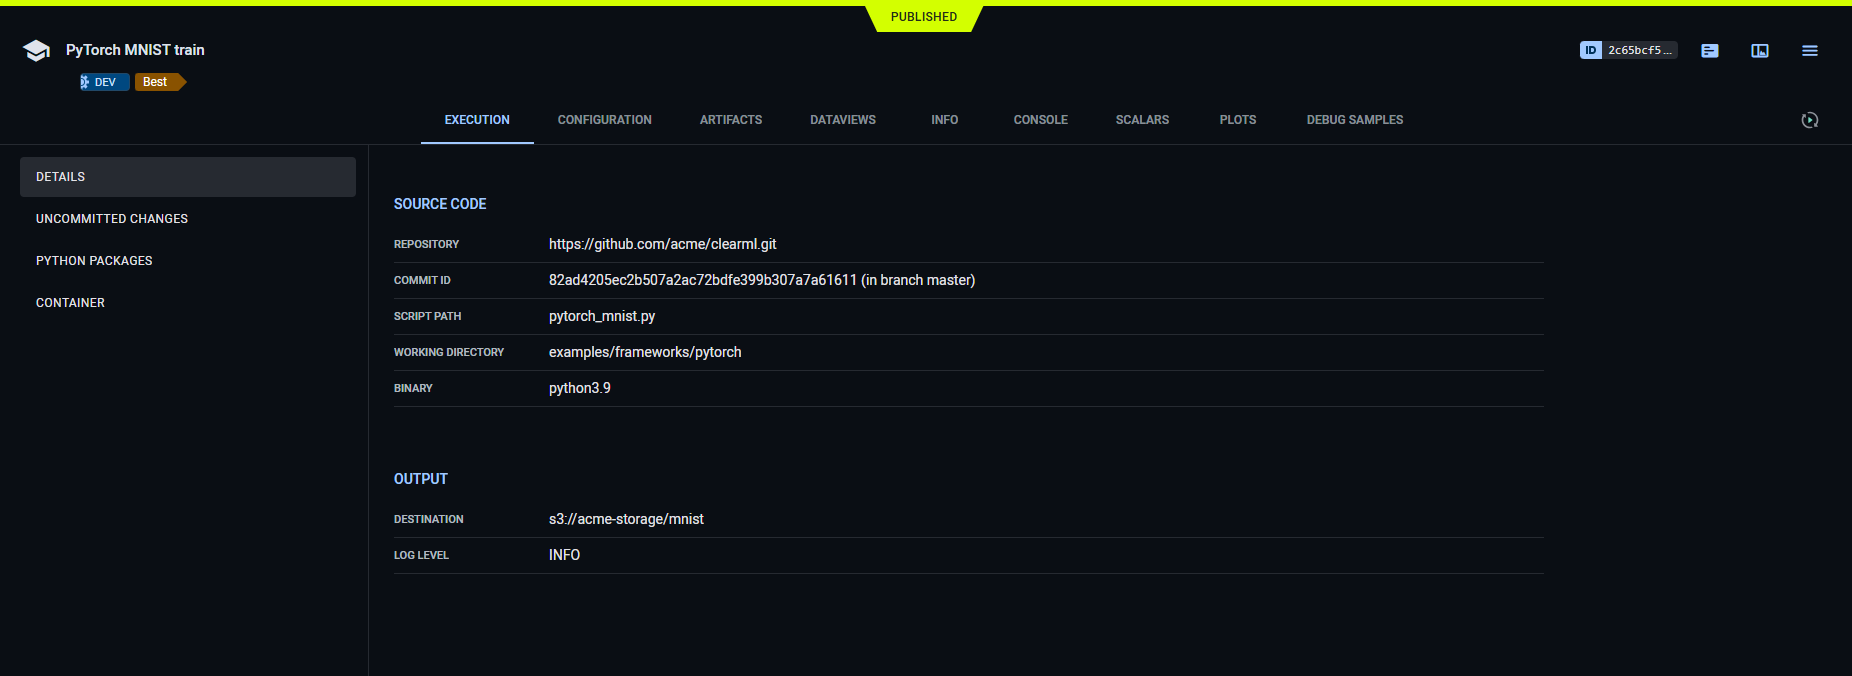 PUBLISHED
PyTorch MNIST train
ID 2c65bcf5...
DEV Best
EXECUTION CONFIGURATION ARTIFACTS DATAVIEWS INFO CONSOLE SCALARS PLOTS DEBUG SAMPLES
DETAILS
UNCOMMITTED CHANGES
PYTHON PACKAGES
CONTAINER
SOURCE CODE
REPOSITORY https://github.com/acme/clearml.git
COMMIT ID 82ad4205ec2b507a2ac72bdfe399b307a7a61611 (in branch master)
SCRIPT PATH pytorch_mnist.py
WORKING DIRECTORY examples/frameworks/pytorch
BINARY python3.9
OUTPUT
DESTINATION s3://acme-storage/mnist
LOG LEVEL INFO